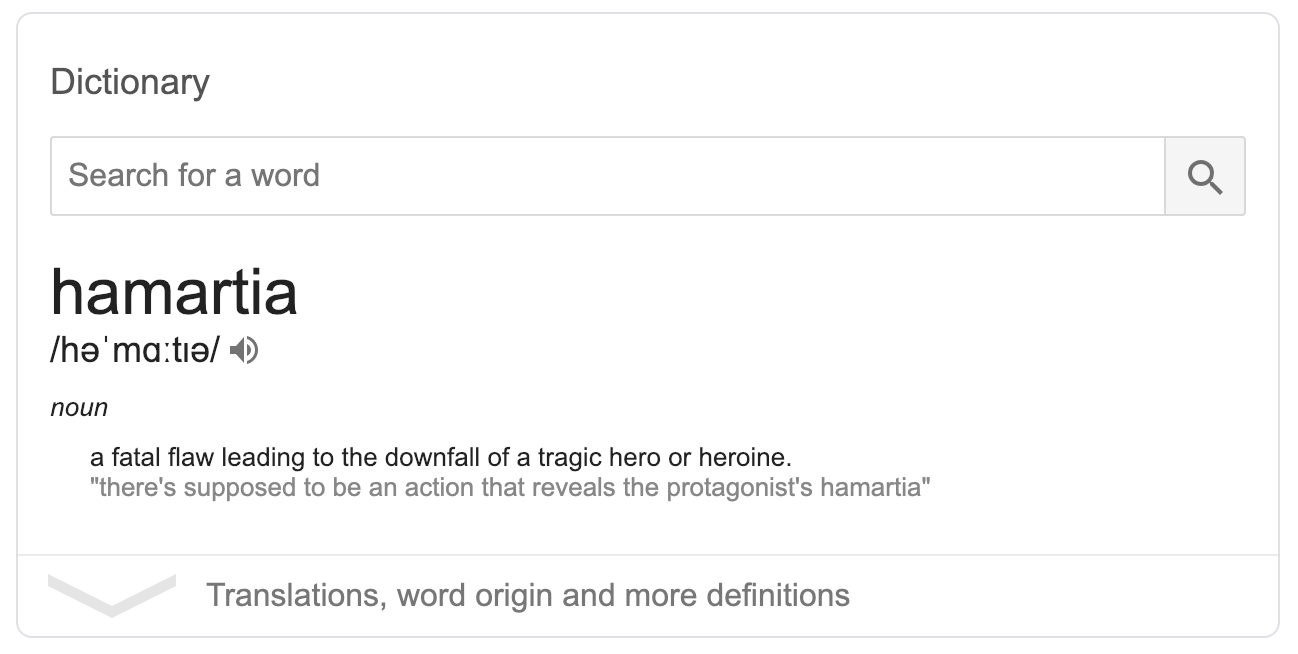 Dictionary
Search for a word
hamartia
/həˈmɑːtɪə/
noun
a fatal flaw leading to the downfall of a tragic hero or heroine.
"there's supposed to be an action that reveals the protagonist's hamartia"
Translations, word origin and more definitions